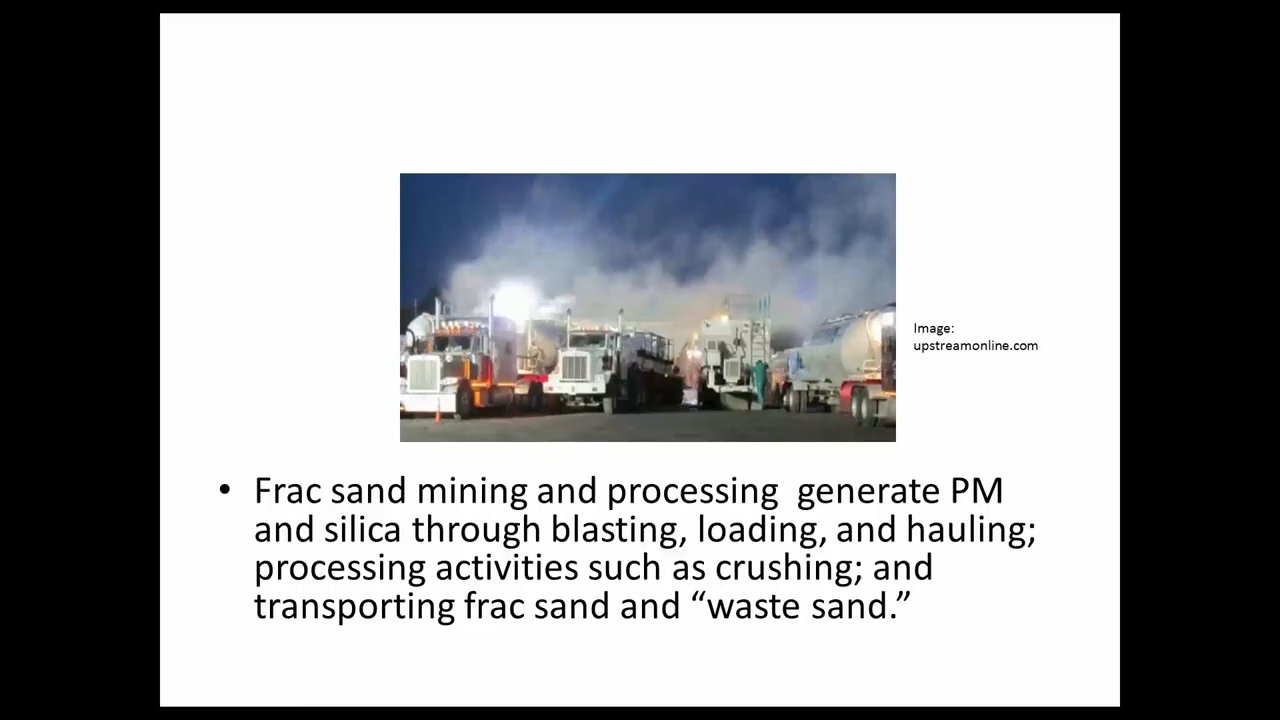 Image:
upstreamonline.com
• Frac sand mining and processing  generate PM
and silica through blasting, loading, and hauling;
processing activities such as crushing; and
transporting frac sand and “waste sand.”